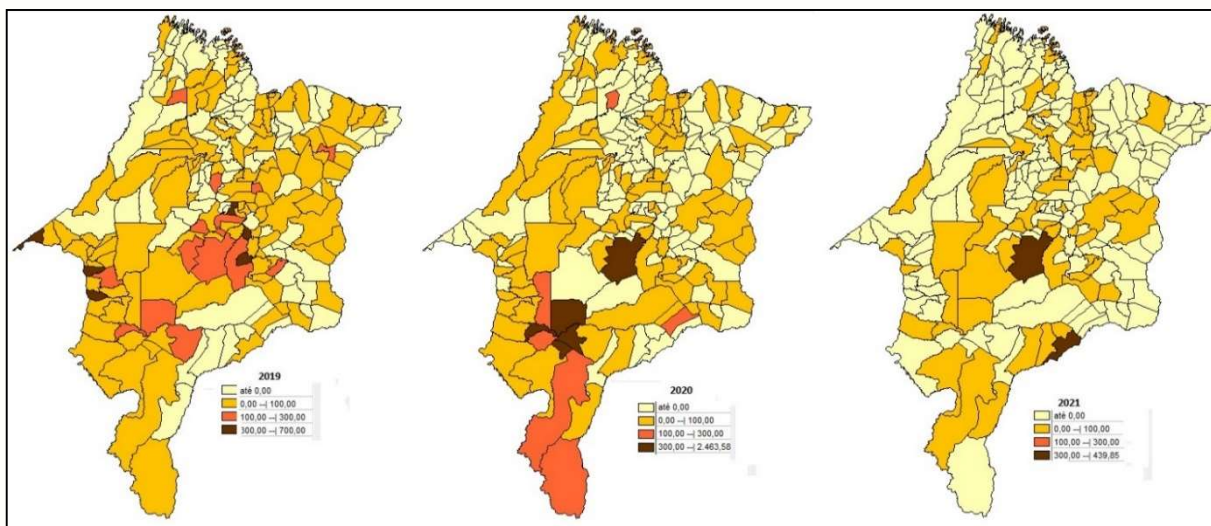 2019
até 0,00
0,00 --| 100,00
100,00 --| 300,00
300,00 --| 700,00
2020
até 0,00
0,00 --| 100,00
100,00 --| 300,00
300,00 --| 2.463,58
2021
até 0,00
0,00 --| 100,00
100,00 --| 300,00
300,00 --| 439,85